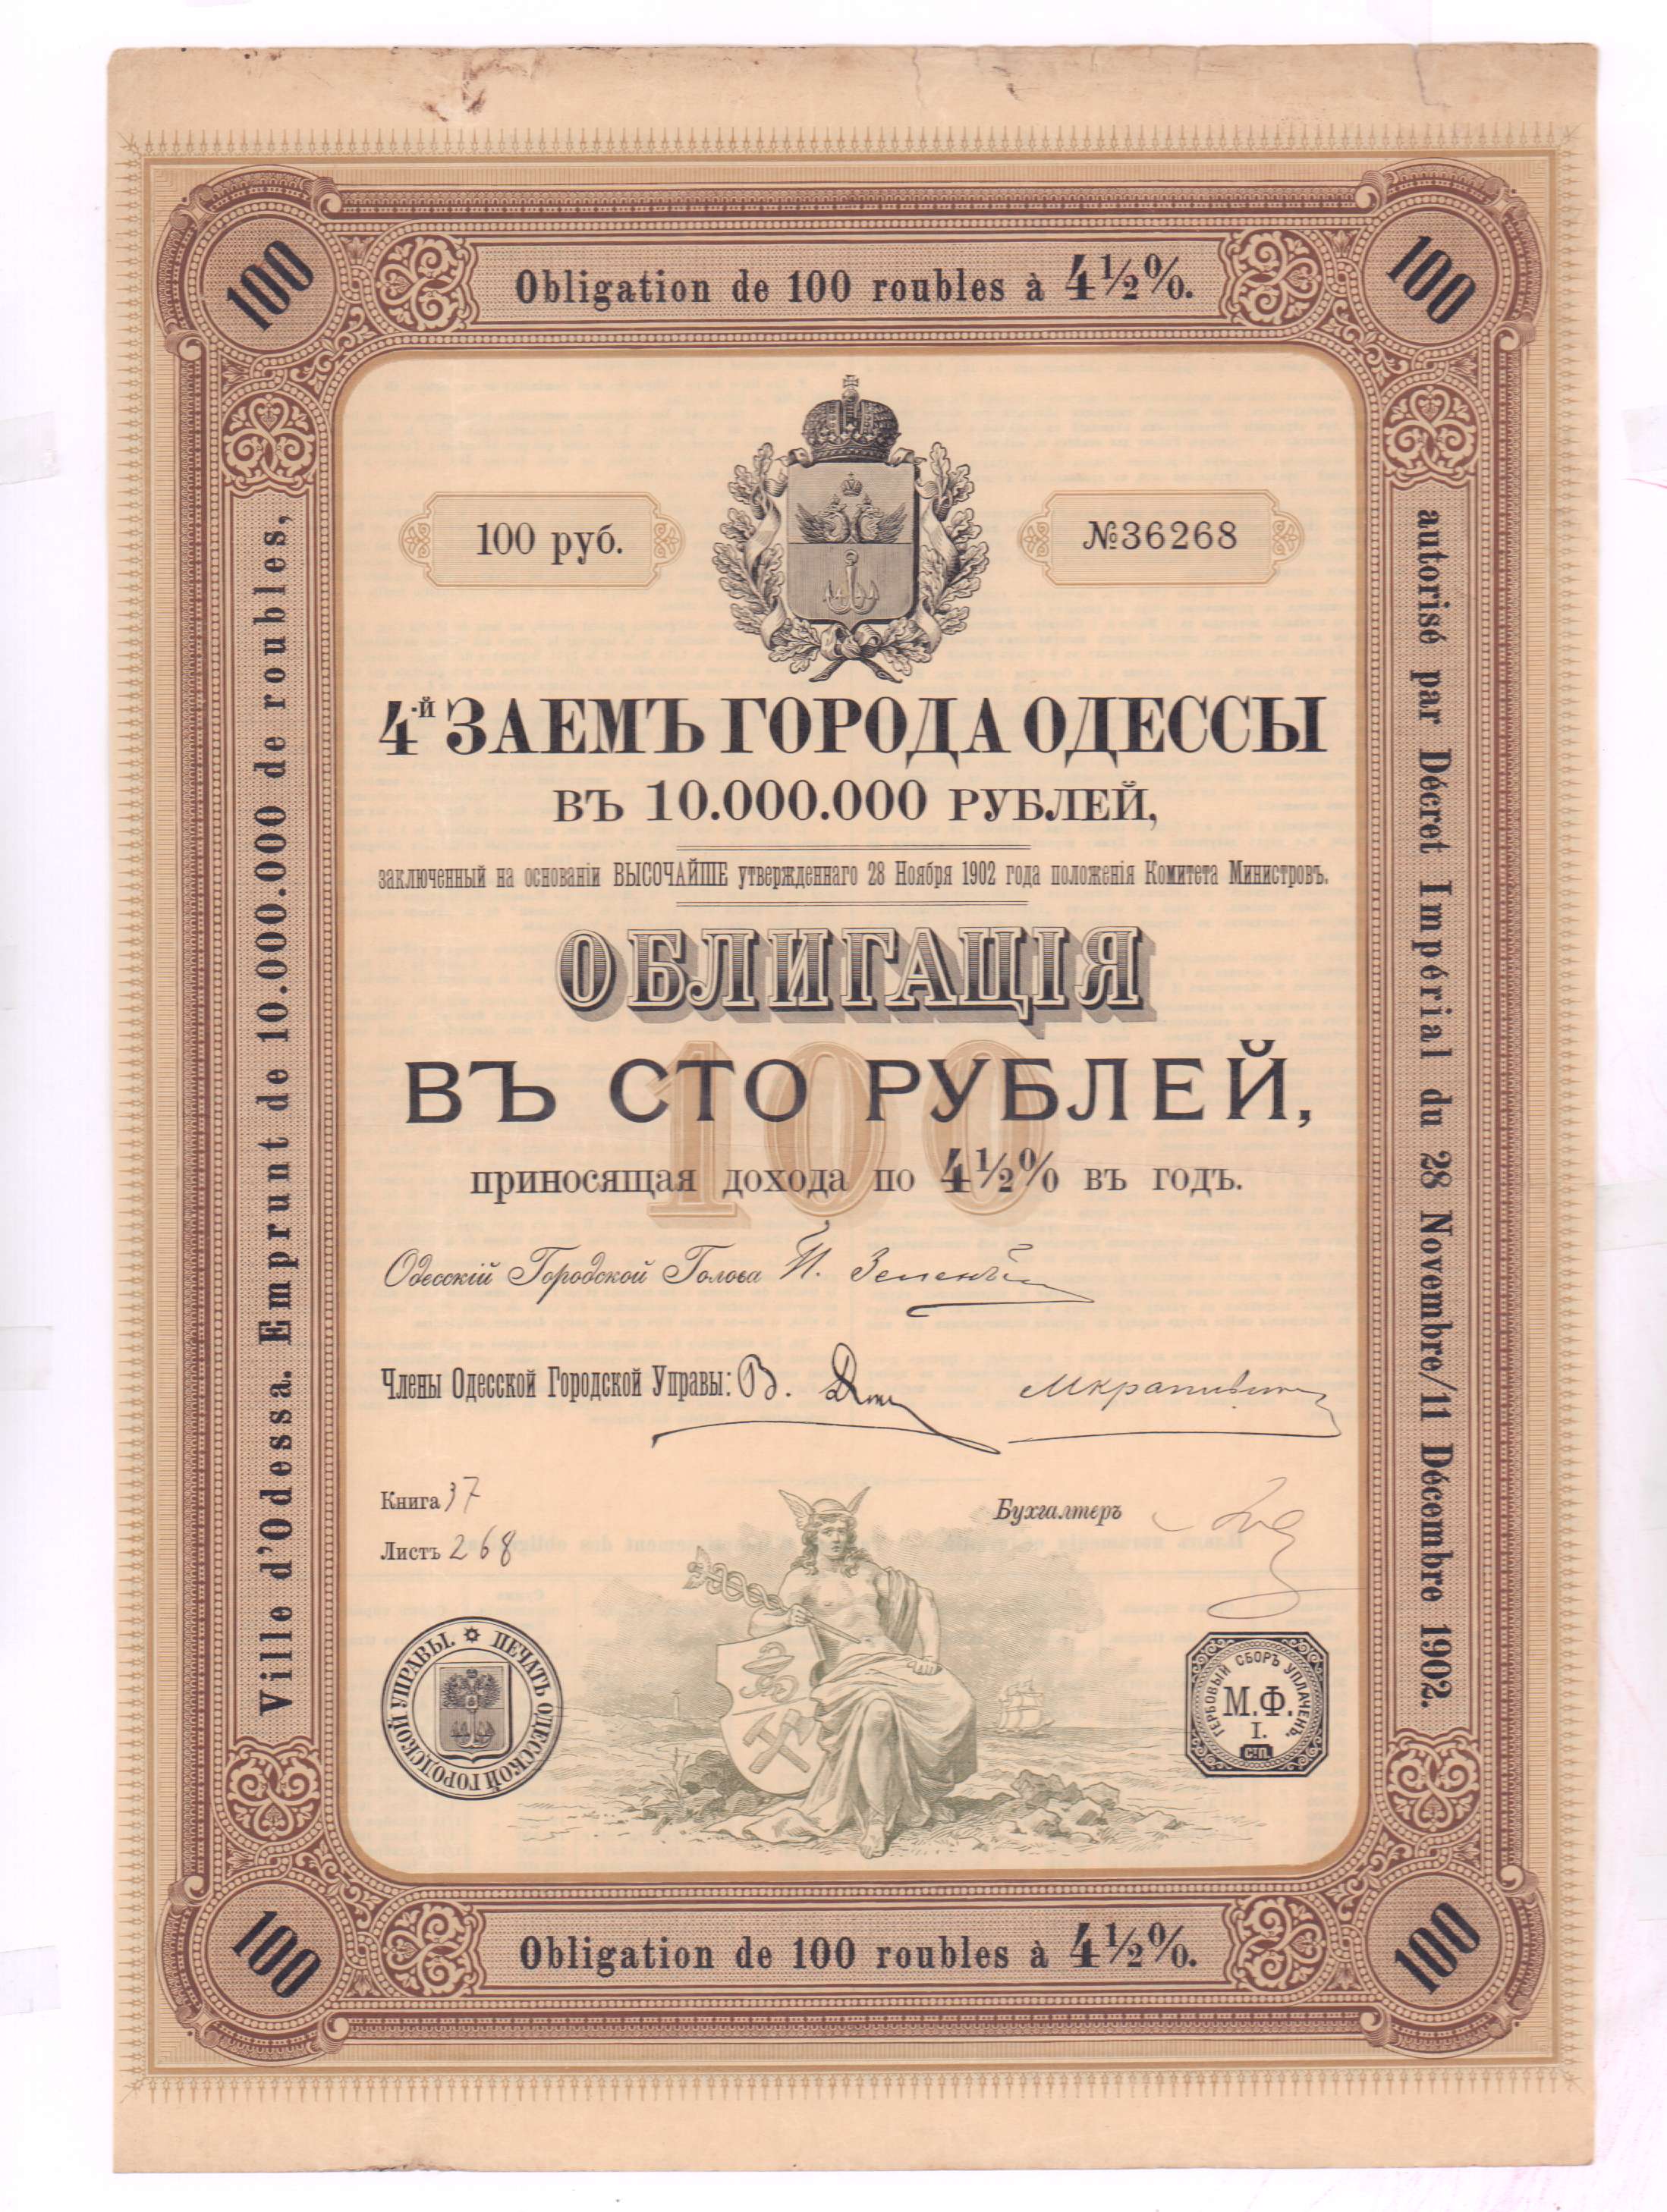 100
Obligation de 100 roubles à 4½%.
100
Ville d'Odessa. Emprunt de 10.000.000 de roubles,
autorisé par Décret Impérial du 28 Novembre/11 Décembre 1902.
100 руб.
№36268
4-й ЗАЕМЪ ГОРОДА ОДЕССЫ
ВЪ 10.000.000 РУБЛЕЙ,
заключенный на основаніи ВЫСОЧАЙШЕ утвержденнаго 28 Ноября 1902 года положенія Комитета Министровъ.
ОБЛИГАЦІЯ
100
ВЪ СТО РУБЛЕЙ,
приносящая дохода по 4½% въ годъ.
Одесскій Городской Голова П. Зеленый
Члены Одесской Городской Управы: В.
Книга 37
Бухгалтеръ
Листъ 268
ПЕЧАТЬ ОДЕССКОЙ ГОРОДСКОЙ УПРАВЫ.
ГЕРБОВЫЙ СБОРЪ УПЛАЧЕНЪ.
М.Ф.
I.
С.П.
100
Obligation de 100 roubles à 4½%.
100